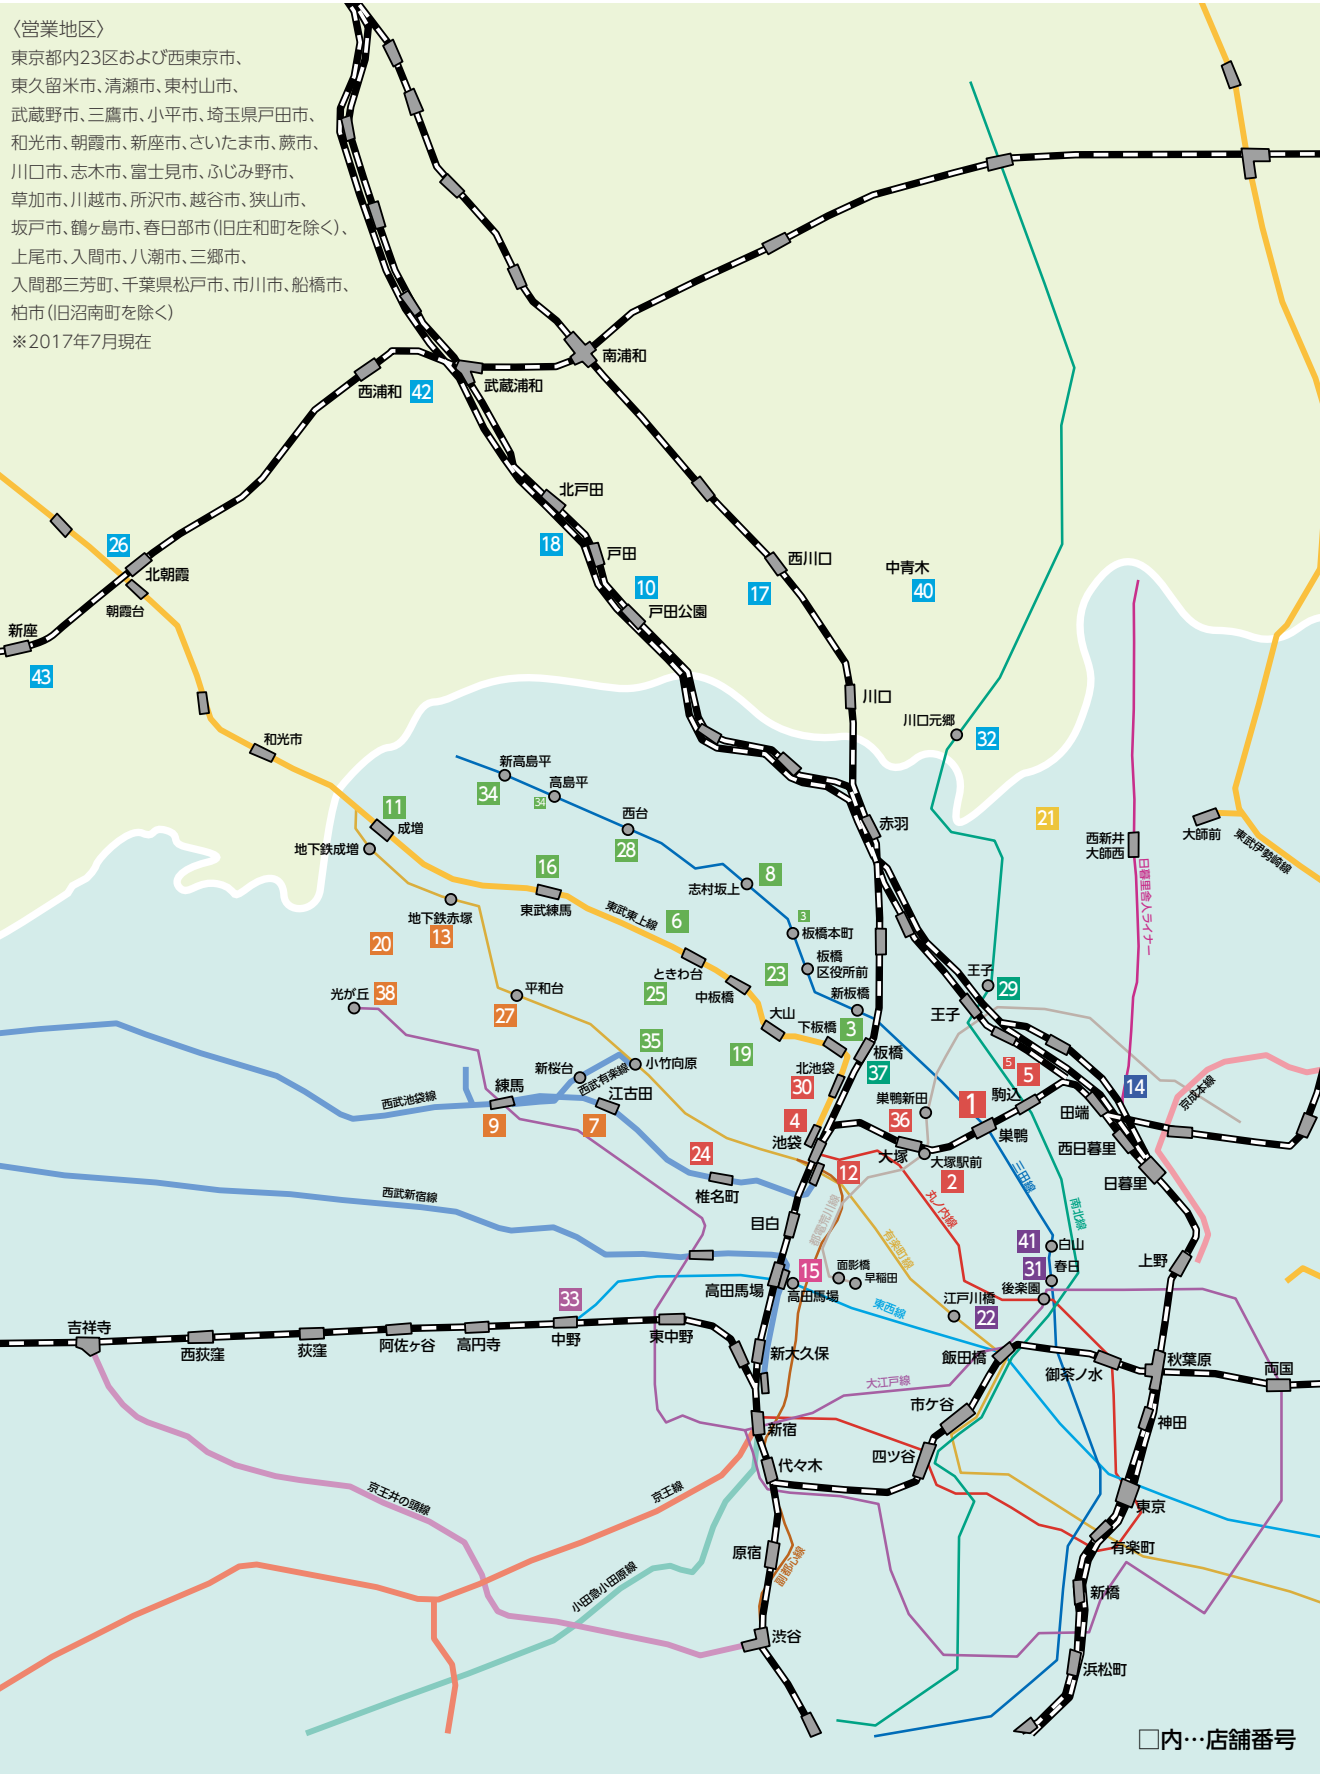 〈営業地区〉
東京都内23区および西東京市、
東久留米市、清瀬市、東村山市、
武蔵野市、三鷹市、小平市、埼玉県戸田市、
和光市、朝霞市、新座市、さいたま市、蕨市、
川口市、志木市、富士見市、ふじみ野市、
草加市、川越市、所沢市、越谷市、狭山市、
坂戸市、鶴ヶ島市、春日部市(旧庄和町を除く)、
上尾市、入間市、八潮市、三郷市、
入間郡三芳町、千葉県松戸市、市川市、船橋市、
柏市(旧沼南町を除く)
※2017年7月現在
南浦和
武蔵浦和
西浦和
42
北戸田
18
戸田
10
戸田公園
西川口
17
中青木
40
26
北朝霞
朝霞台
新座
43
川口
川口元郷
32
和光市
新高島平
34
高島平
34
西台
28
11
成増
地下鉄成増
赤羽
21
西新井
大師西
大師前
東武伊勢崎線
日暮里舎人ライナー
16
東武練馬
志村坂上
8
地下鉄赤塚
13
20
東武東上線
6
3
板橋本町
板橋
区役所前
23
ときわ台
25
中板橋
新板橋
王子
29
王子
光が丘
38
平和台
27
大山
下板橋
3
35
小竹向原
19
板橋
37
北池袋
30
新桜台
西武有楽線
江古田
7
練馬
9
西武池袋線
5
5
駒込
14
田端
京成本線
巣鴨新田
36
1
巣鴨
4
池袋
大塚
大塚駅前
2
西日暮里
日暮里
24
椎名町
12
西武新宿線
目白
都電荒川線
丸ノ内線
有楽町線
三田線
南北線
41
白山
31
春日
後楽園
上野
15
高田馬場
高田馬場
面影橋
早稲田
東西線
江戸川橋
22
33
中野
吉祥寺
西荻窪
荻窪
阿佐ヶ谷
高円寺
東中野
新大久保
飯田橋
御茶ノ水
秋葉原
両国
大江戸線
市ケ谷
神田
新宿
四ツ谷
代々木
東京
京王井の頭線
京王線
有楽町
原宿
副都心線
小田急小田原線
新橋
渋谷
浜松町
□内…店舗番号